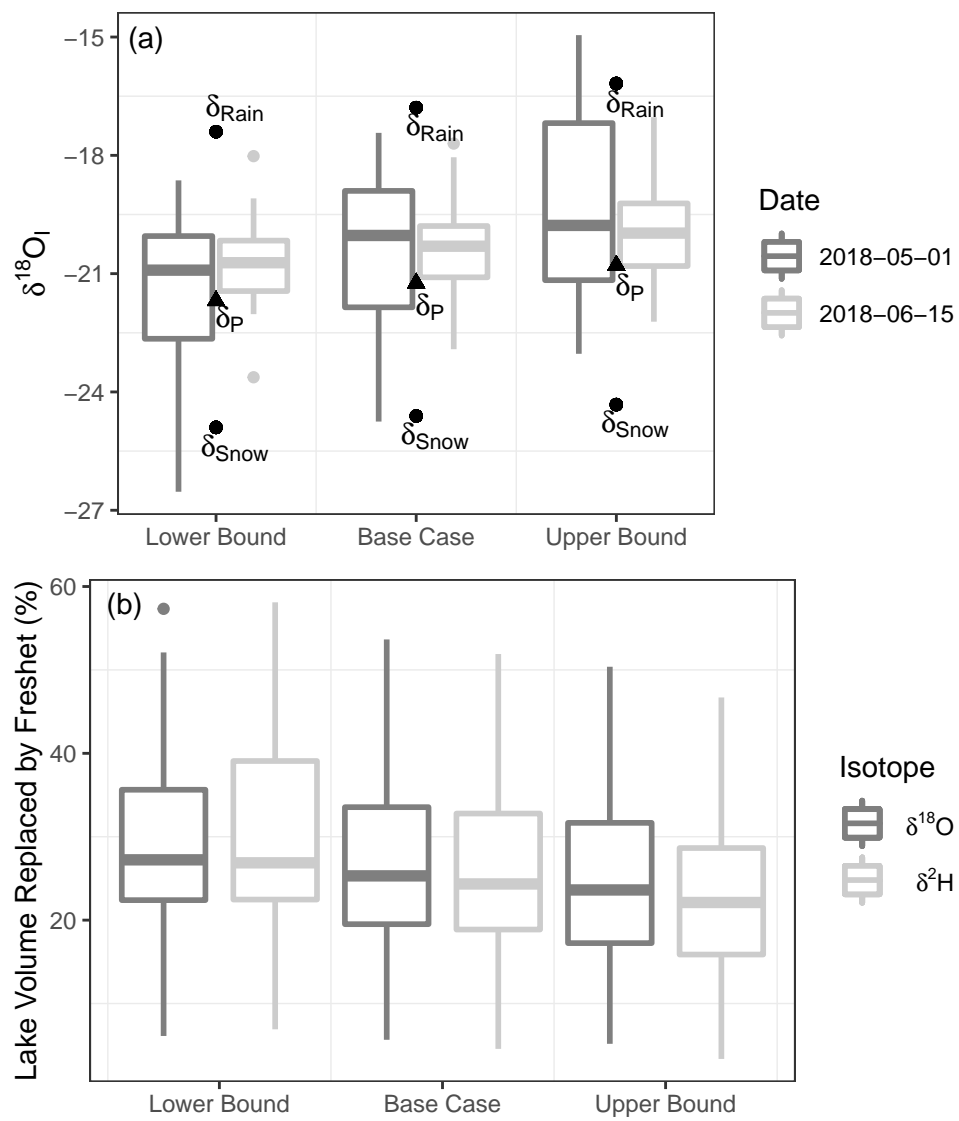 (a)
δ¹⁸Oₗ
−15
−18
−21
−24
−27
δRain
δRain
δRain
δP
δP
δP
δSnow
δSnow
δSnow
Lower Bound
Base Case
Upper Bound
Date
2018−05−01
2018−06−15
(b)
Lake Volume Replaced by Freshet (%)
60
40
20
Lower Bound
Base Case
Upper Bound
Isotope
δ¹⁸O
δ²H